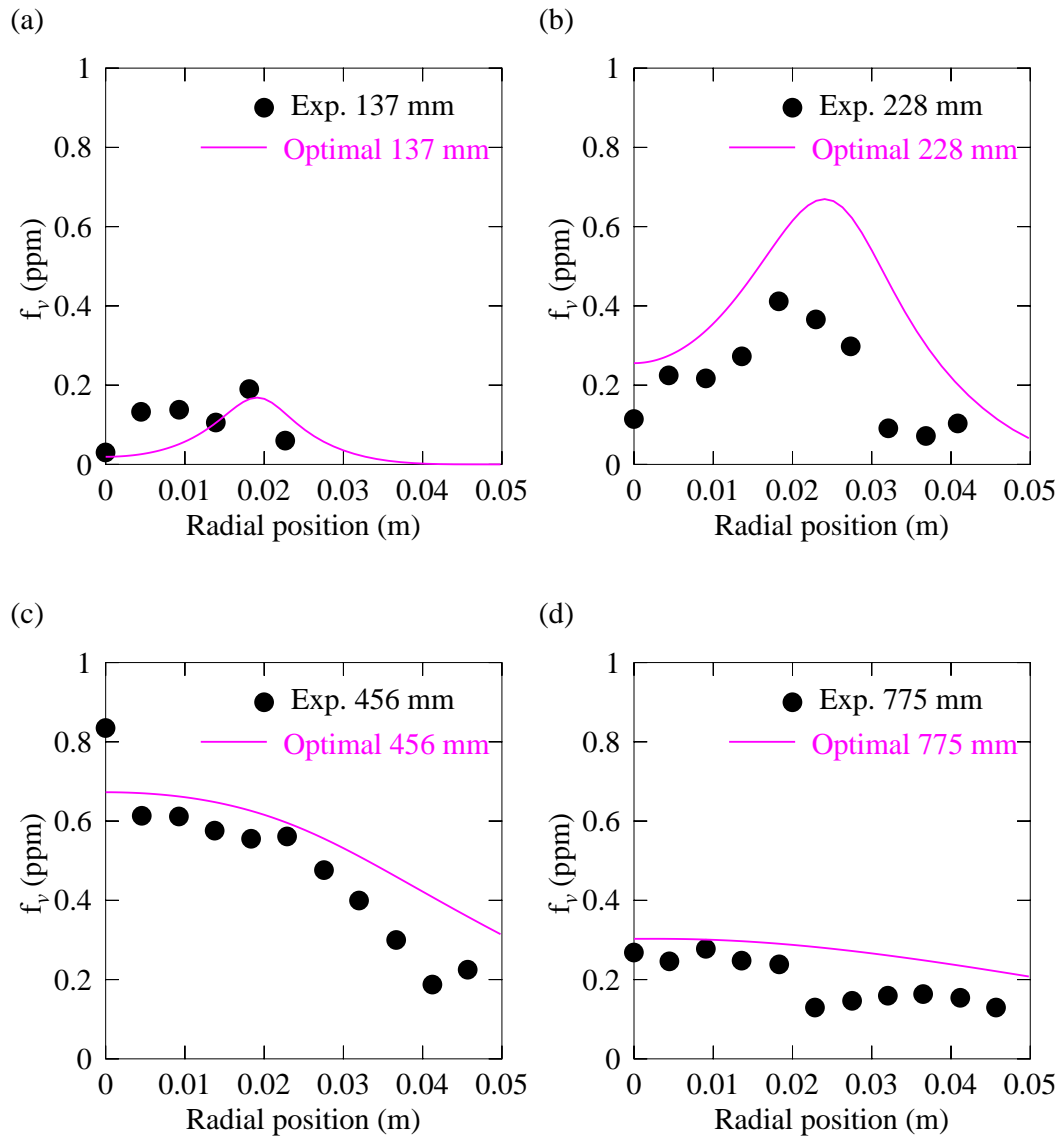 (a)
1
0.8
0.6
0.4
0.2
0
f_v (ppm)
Exp. 137 mm
Optimal 137 mm
0 0.01 0.02 0.03 0.04 0.05
Radial position (m)
(b)
1
0.8
0.6
0.4
0.2
0
f_v (ppm)
Exp. 228 mm
Optimal 228 mm
0 0.01 0.02 0.03 0.04 0.05
Radial position (m)
(c)
1
0.8
0.6
0.4
0.2
0
f_v (ppm)
Exp. 456 mm
Optimal 456 mm
0 0.01 0.02 0.03 0.04 0.05
Radial position (m)
(d)
1
0.8
0.6
0.4
0.2
0
f_v (ppm)
Exp. 775 mm
Optimal 775 mm
0 0.01 0.02 0.03 0.04 0.05
Radial position (m)